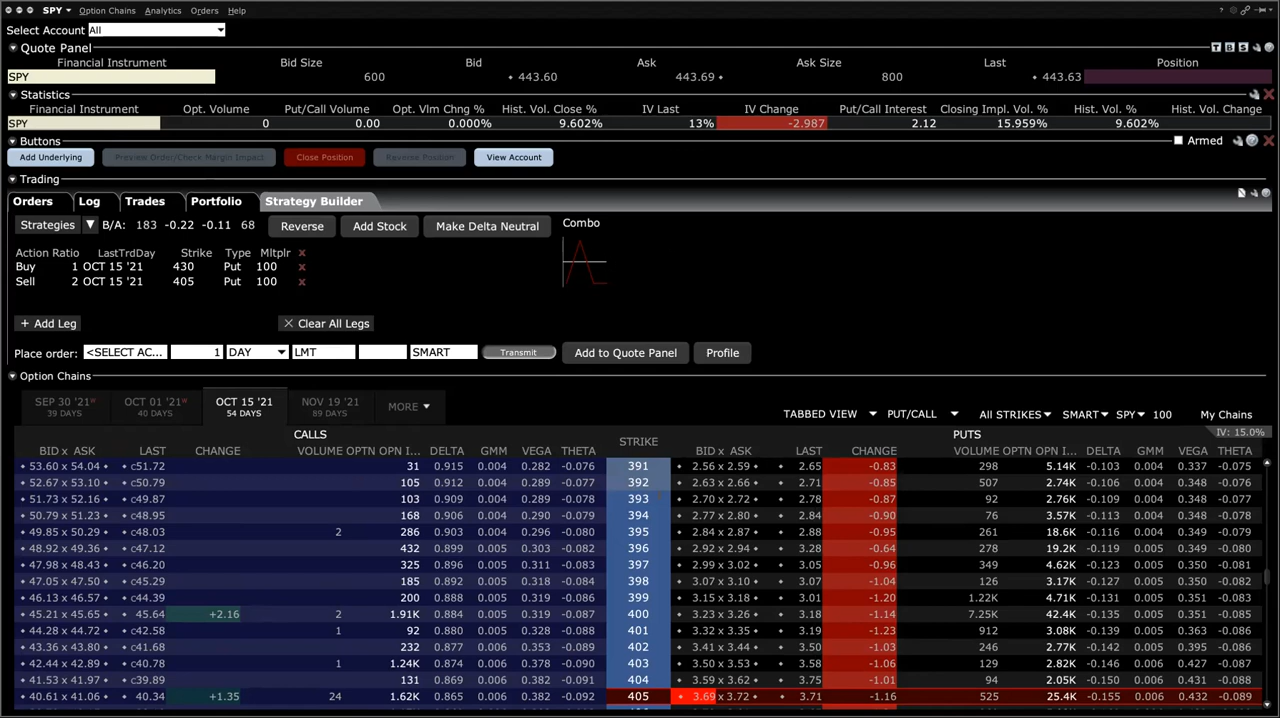 SPY Option Chains Analytics Orders Help ?
Select Account All
Quote Panel T B S
Financial Instrument Bid Size Bid Ask Ask Size Last Position
SPY 600 443.60 443.69 800 443.63
Statistics
Financial Instrument Opt. Volume Put/Call Volume Opt. Vlm Chng % Hist. Vol. Close % IV Last IV Change Put/Call Interest Closing Impl. Vol. % Hist. Vol. % Hist. Vol. Change
SPY 0 0.00 0.000% 9.602% 13% -2.987 2.12 15.959% 9.602%
Buttons Armed
Add Underlying Preview Order/Check Margin Impact Close Position Reverse Position View Account
Trading
Orders Log Trades Portfolio Strategy Builder
Strategies B/A: 183 -0.22 -0.11 68 Reverse Add Stock Make Delta Neutral Combo
Action Ratio LastTrdDay Strike Type Mltplr x
Buy 1 OCT 15 '21 430 Put 100 x
Sell 2 OCT 15 '21 405 Put 100 x
+ Add Leg × Clear All Legs
Place order: <SELECT AC... 1 DAY LMT SMART Transmit Add to Quote Panel Profile
Option Chains
SEP 30 '21 OCT 01 '21 OCT 15 '21 NOV 19 '21 MORE
39 DAYS 40 DAYS 54 DAYS 89 DAYS
TABBED VIEW PUT/CALL All STRIKES SMART SPY 100 My Chains
CALLS STRIKE PUTS IV: 15.0%
BID x ASK LAST CHANGE VOLUME OPTN OPN I... DELTA GMM VEGA THETA BID x ASK LAST CHANGE VOLUME OPTN OPN I... DELTA GMM VEGA THETA
53.60 x 54.04 c51.72 31 0.915 0.004 0.282 -0.076 391 2.56 x 2.59 2.65 -0.83 298 5.14K -0.103 0.004 0.337 -0.075
52.67 x 53.10 c50.79 105 0.912 0.004 0.289 -0.077 392 2.63 x 2.66 2.71 -0.85 507 2.74K -0.106 0.004 0.348 -0.076
51.73 x 52.16 c49.87 103 0.909 0.004 0.289 -0.078 393 2.70 x 2.72 2.78 -0.87 92 2.76K -0.109 0.004 0.348 -0.077
50.79 x 51.23 c48.95 168 0.906 0.004 0.290 -0.079 394 2.77 x 2.80 2.84 -0.90 76 3.57K -0.113 0.004 0.348 -0.078
49.85 x 50.29 c48.03 2 286 0.903 0.004 0.296 -0.080 395 2.84 x 2.87 2.88 -0.95 261 18.6K -0.116 0.004 0.348 -0.079
48.92 x 49.36 c47.12 432 0.899 0.005 0.303 -0.082 396 2.92 x 2.94 3.28 -0.64 278 19.2K -0.119 0.004 0.349 -0.080
47.98 x 48.43 c46.20 325 0.896 0.005 0.311 -0.083 397 2.99 x 3.02 3.25 -0.96 349 4.62K -0.123 0.004 0.350 -0.081
47.05 x 47.50 c45.29 185 0.892 0.005 0.318 -0.084 398 3.07 x 3.10 3.28 -1.04 126 3.17K -0.127 0.005 0.350 -0.082
46.13 x 46.57 c44.39 200 0.888 0.005 0.319 -0.086 399 3.15 x 3.18 3.01 -1.20 1.22K 4.71K -0.131 0.005 0.350 -0.083
45.21 x 45.65 45.64 +2.16 2 1.91K 0.884 0.005 0.319 -0.087 400 3.23 x 3.26 3.18 -1.14 7.25K 42.4K -0.135 0.005 0.351 -0.085
44.28 x 44.72 c42.58 1 92 0.880 0.005 0.328 -0.088 401 3.32 x 3.35 3.19 -1.23 912 3.08K -0.139 0.005 0.363 -0.086
43.36 x 43.80 c41.68 232 0.877 0.006 0.353 -0.089 402 3.41 x 3.44 3.50 -1.03 246 2.77K -0.142 0.005 0.386 -0.086
42.44 x 42.89 c40.78 1 1.24K 0.874 0.006 0.378 -0.090 403 3.50 x 3.53 3.58 -1.06 129 2.82K -0.146 0.005 0.409 -0.087
41.53 x 41.97 c39.89 131 0.869 0.006 0.382 -0.091 404 3.59 x 3.62 3.75 -1.01 94 2.05K -0.150 0.006 0.431 -0.088
40.61 x 41.06 40.34 +1.35 24 1.62K 0.865 0.006 0.382 -0.092 405 3.69 x 3.72 3.71 -1.16 525 25.4K -0.155 0.006 0.432 -0.089